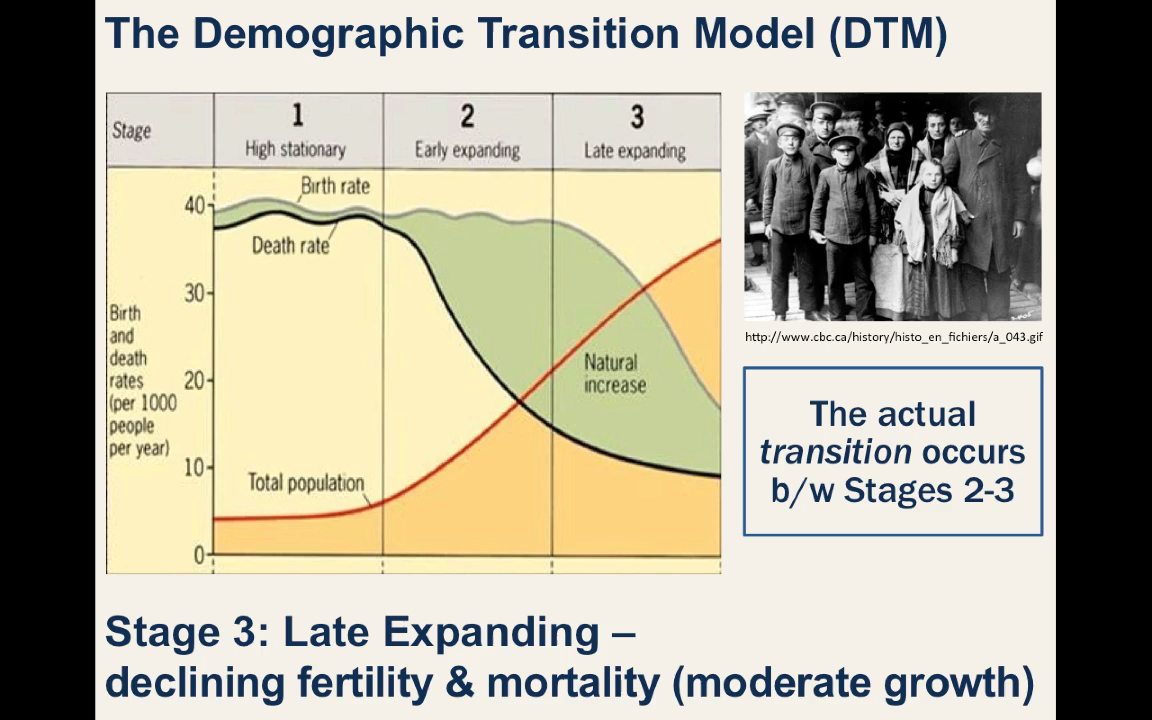 The Demographic Transition Model (DTM)
Stage
1
High stationary
2
Early expanding
3
Late expanding
Birth rate
Death rate
40
30
20
10
0
Birth
and
death
rates
(per 1000
people
per year)
Natural
increase
Total population
http://www.cbc.ca/history/histo_en_fichiers/a_043.gif
The actual
transition occurs
b/w Stages 2-3
Stage 3: Late Expanding –
declining fertility & mortality (moderate growth)